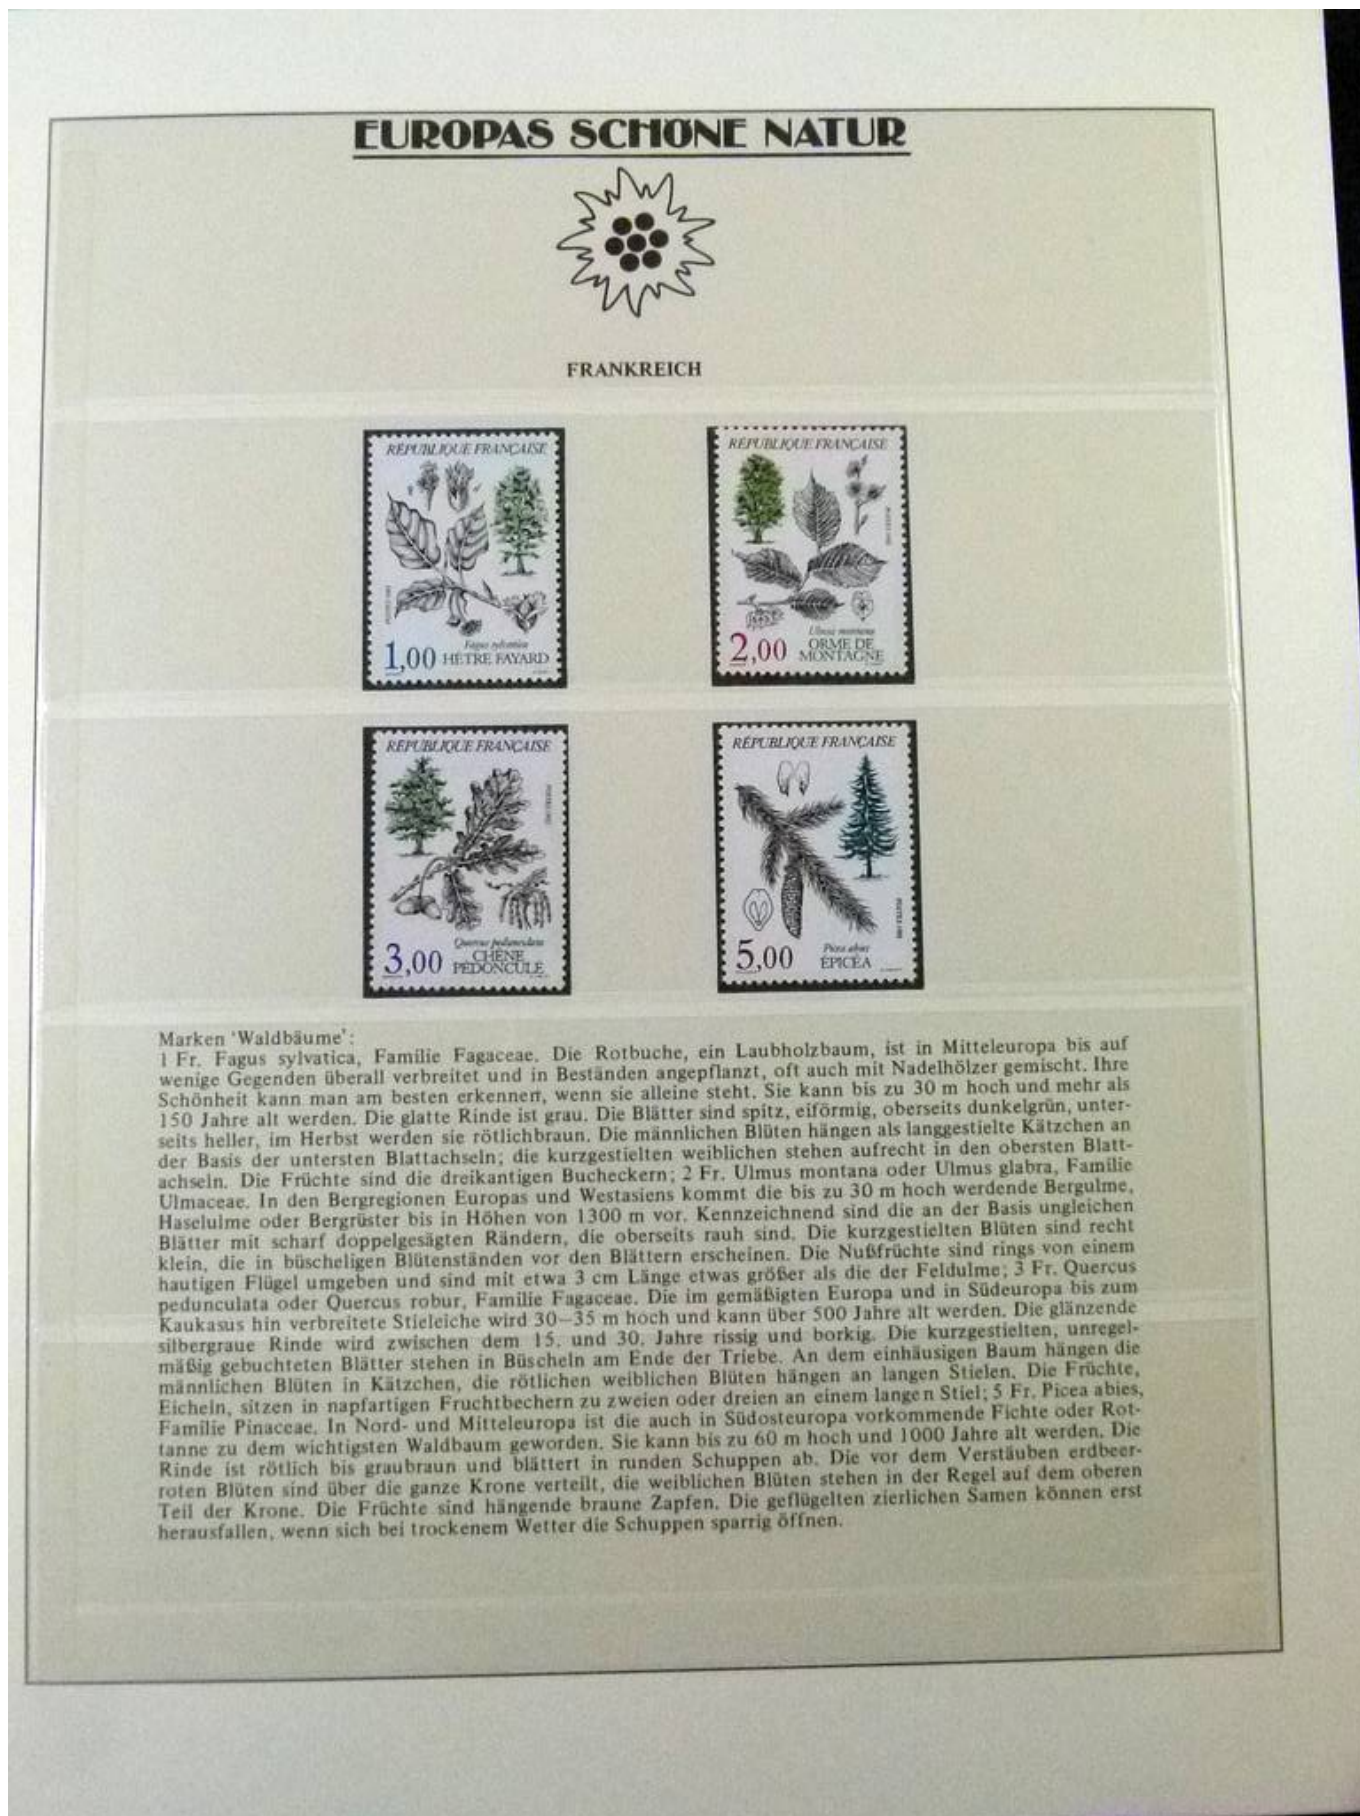 EUROPAS SCHÖNE NATUR
FRANKREICH
RÉPUBLIQUE FRANÇAISE
Fagus sylvatica
1,00 HÊTRE FAYARD
RÉPUBLIQUE FRANÇAISE
Ulmus montana
2,00 ORME DE
MONTAGNE
RÉPUBLIQUE FRANÇAISE
Quercus pedunculata
3,00 CHÊNE
PÉDONCULÉ
RÉPUBLIQUE FRANÇAISE
Picea abies
5,00 ÉPICÉA
Marken 'Waldbäume':
1 Fr. Fagus sylvatica, Familie Fagaceae. Die Rotbuche, ein Laubholzbaum, ist in Mitteleuropa bis auf
wenige Gegenden überall verbreitet und in Beständen angepflanzt, oft auch mit Nadelhölzer gemischt. Ihre
Schönheit kann man am besten erkennen, wenn sie alleine steht. Sie kann bis zu 30 m hoch und mehr als
150 Jahre alt werden. Die glatte Rinde ist grau. Die Blätter sind spitz, eiförmig, oberseits dunkelgrün, unter-
seits heller, im Herbst werden sie rötlichbraun. Die männlichen Blüten hängen als langgestielte Kätzchen an
der Basis der untersten Blattachseln; die kurzgestielten weiblichen stehen aufrecht in den obersten Blatt-
achseln. Die Früchte sind die dreikantigen Bucheckern; 2 Fr. Ulmus montana oder Ulmus glabra, Familie
Ulmaceae. In den Bergregionen Europas und Westasiens kommt die bis zu 30 m hoch werdende Bergulme,
Haselulme oder Bergrüster bis in Höhen von 1300 m vor. Kennzeichnend sind die an der Basis ungleichen
Blätter mit scharf doppelgesägten Rändern, die oberseits rauh sind. Die kurzgestielten Blüten sind recht
klein, die in büscheligen Blütenständen vor den Blättern erscheinen. Die Nußfrüchte sind rings von einem
hautigen Flügel umgeben und sind mit etwa 3 cm Länge etwas größer als die der Feldulme; 3 Fr. Quercus
pedunculata oder Quercus robur, Familie Fagaceae. Die im gemäßigten Europa und in Südeuropa bis zum
Kaukasus hin verbreitete Stieleiche wird 30–35 m hoch und kann über 500 Jahre alt werden. Die glänzende
silbergraue Rinde wird zwischen dem 15. und 30. Jahre rissig und borkig. Die kurzgestielten, unregel-
mäßig gebuchteten Blätter stehen in Büscheln am Ende der Triebe. An dem einhäusigen Baum hängen die
männlichen Blüten in Kätzchen, die rötlichen weiblichen Blüten hängen an langen Stielen. Die Früchte,
Eicheln, sitzen in napfartigen Fruchtbechern zu zweien oder dreien an einem langen Stiel; 5 Fr. Picea abies,
Familie Pinaceae. In Nord- und Mitteleuropa ist die auch in Südosteuropa vorkommende Fichte oder Rot-
tanne zu dem wichtigsten Waldbaum geworden. Sie kann bis zu 60 m hoch und 1000 Jahre alt werden. Die
Rinde ist rötlich bis graubraun und blättert in runden Schuppen ab. Die vor dem Verstäuben erdbeer-
roten Blüten sind über die ganze Krone verteilt, die weiblichen Blüten stehen in der Regel auf dem oberen
Teil der Krone. Die Früchte sind hängende braune Zapfen. Die geflügelten zierlichen Samen können erst
herausfallen, wenn sich bei trockenem Wetter die Schuppen sparrig öffnen.